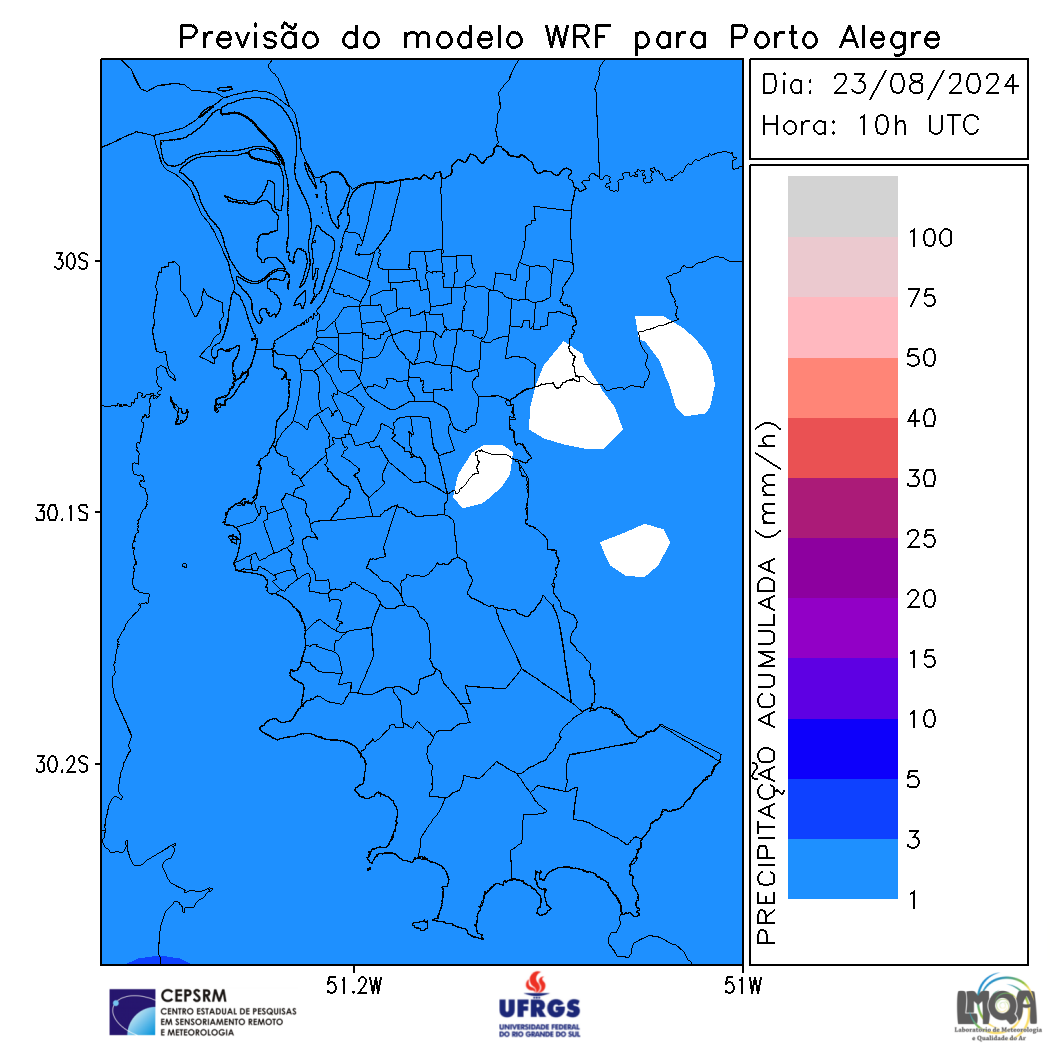 Previsão do modelo WRF para Porto Alegre
Dia: 23/08/2024
Hora: 10h UTC
30S
30.1S
30.2S
51.2W
51W
PRECIPITAÇÃO ACUMULADA (mm/h)
100
75
50
40
30
25
20
15
10
5
3
1
CEPSRM
CENTRO ESTADUAL DE PESQUISAS
EM SENSORIAMENTO REMOTO
E METEOROLOGIA
UFRGS
UNIVERSIDADE FEDERAL
DO RIO GRANDE DO SUL
LMQA
Laboratório de Meteorologia
e Qualidade do Ar